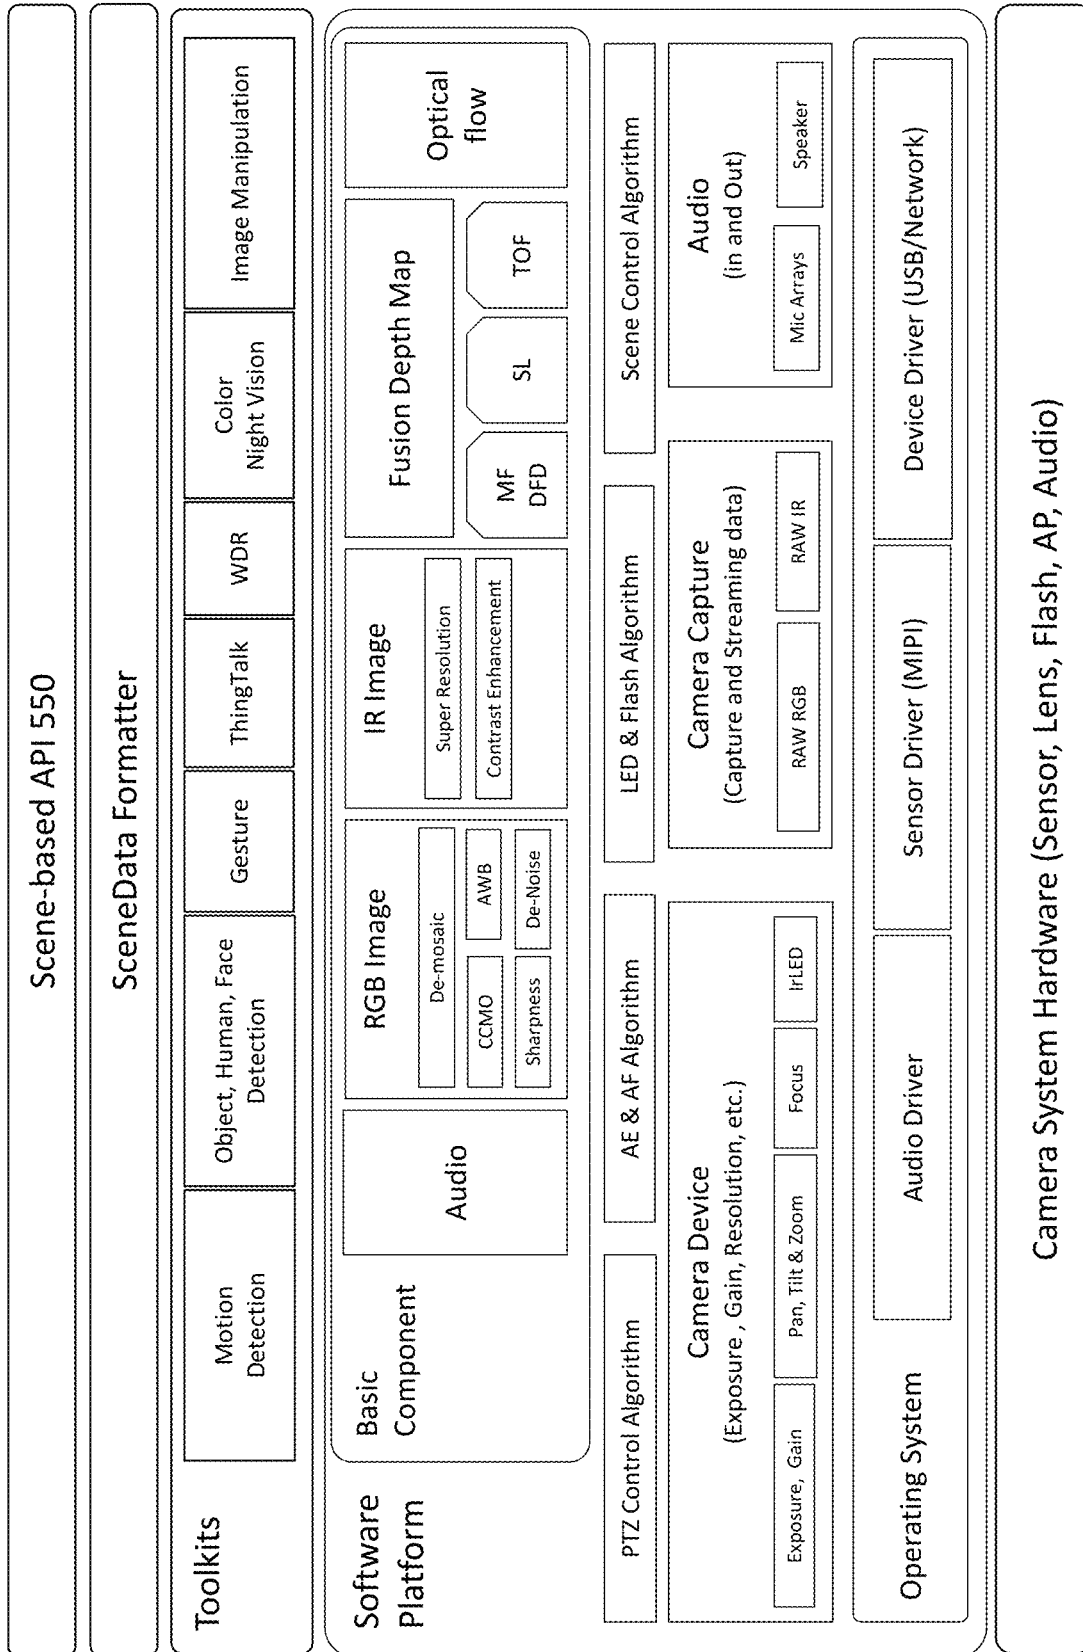 Scene-based API 550
SceneData Formatter
Toolkits
Motion
Detection
Object, Human, Face
Detection
Gesture
ThingTalk
WDR
Color
Night Vision
Image Manipulation
Software
Platform
Basic
Component
Audio
RGB Image
De-mosaic
CCMO
AWB
Sharpness
De-Noise
IR Image
Super Resolution
Contrast Enhancement
Fusion Depth Map
MF
DFD
SL
TOF
Optical
flow
PTZ Control Algorithm
AE & AF Algorithm
LED & Flash Algorithm
Scene Control Algorithm
Camera Device
(Exposure , Gain, Resolution, etc.)
Exposure, Gain
Pan, Tilt & Zoom
Focus
IrLED
Camera Capture
(Capture and Streaming data)
RAW RGB
RAW IR
Audio
(in and Out)
Mic Arrays
Speaker
Operating System
Audio Driver
Sensor Driver (MIPI)
Device Driver (USB/Network)
Camera System Hardware (Sensor, Lens, Flash, AP, Audio)